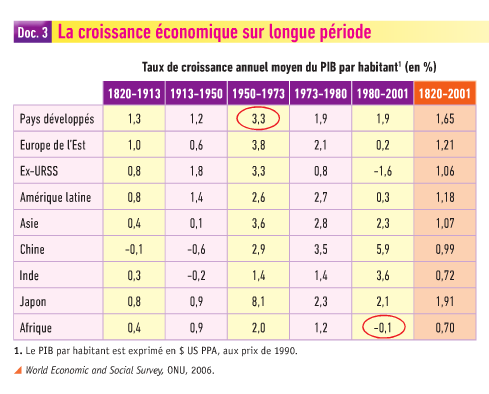 Doc. 3 La croissance économique sur longue période
Taux de croissance annuel moyen du PIB par habitant¹ (en %)
1820-1913 1913-1950 1950-1973 1973-1980 1980-2001 1820-2001
Pays développés 1,3 1,2 3,3 1,9 1,9 1,65
Europe de l'Est 1,0 0,6 3,8 2,1 0,2 1,21
Ex-URSS 0,8 1,8 3,3 0,8 -1,6 1,06
Amérique latine 0,8 1,4 2,6 2,7 0,3 1,18
Asie 0,4 0,1 3,6 2,8 2,3 1,07
Chine -0,1 -0,6 2,9 3,5 5,9 0,99
Inde 0,3 -0,2 1,4 1,4 3,6 0,72
Japon 0,8 0,9 8,1 2,3 2,1 1,91
Afrique 0,4 0,9 2,0 1,2 -0,1 0,70
1. Le PIB par habitant est exprimé en $ US PPA, aux prix de 1990.
World Economic and Social Survey, ONU, 2006.